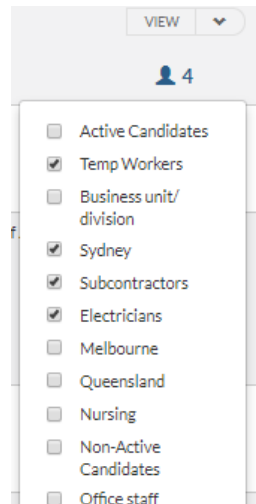 VIEW
4
Active Candidates
Temp Workers
Business unit/
division
f.
Sydney
Subcontractors
Electricians
Melbourne
Queensland
Nursing
Non-Active
Candidates
Office staff